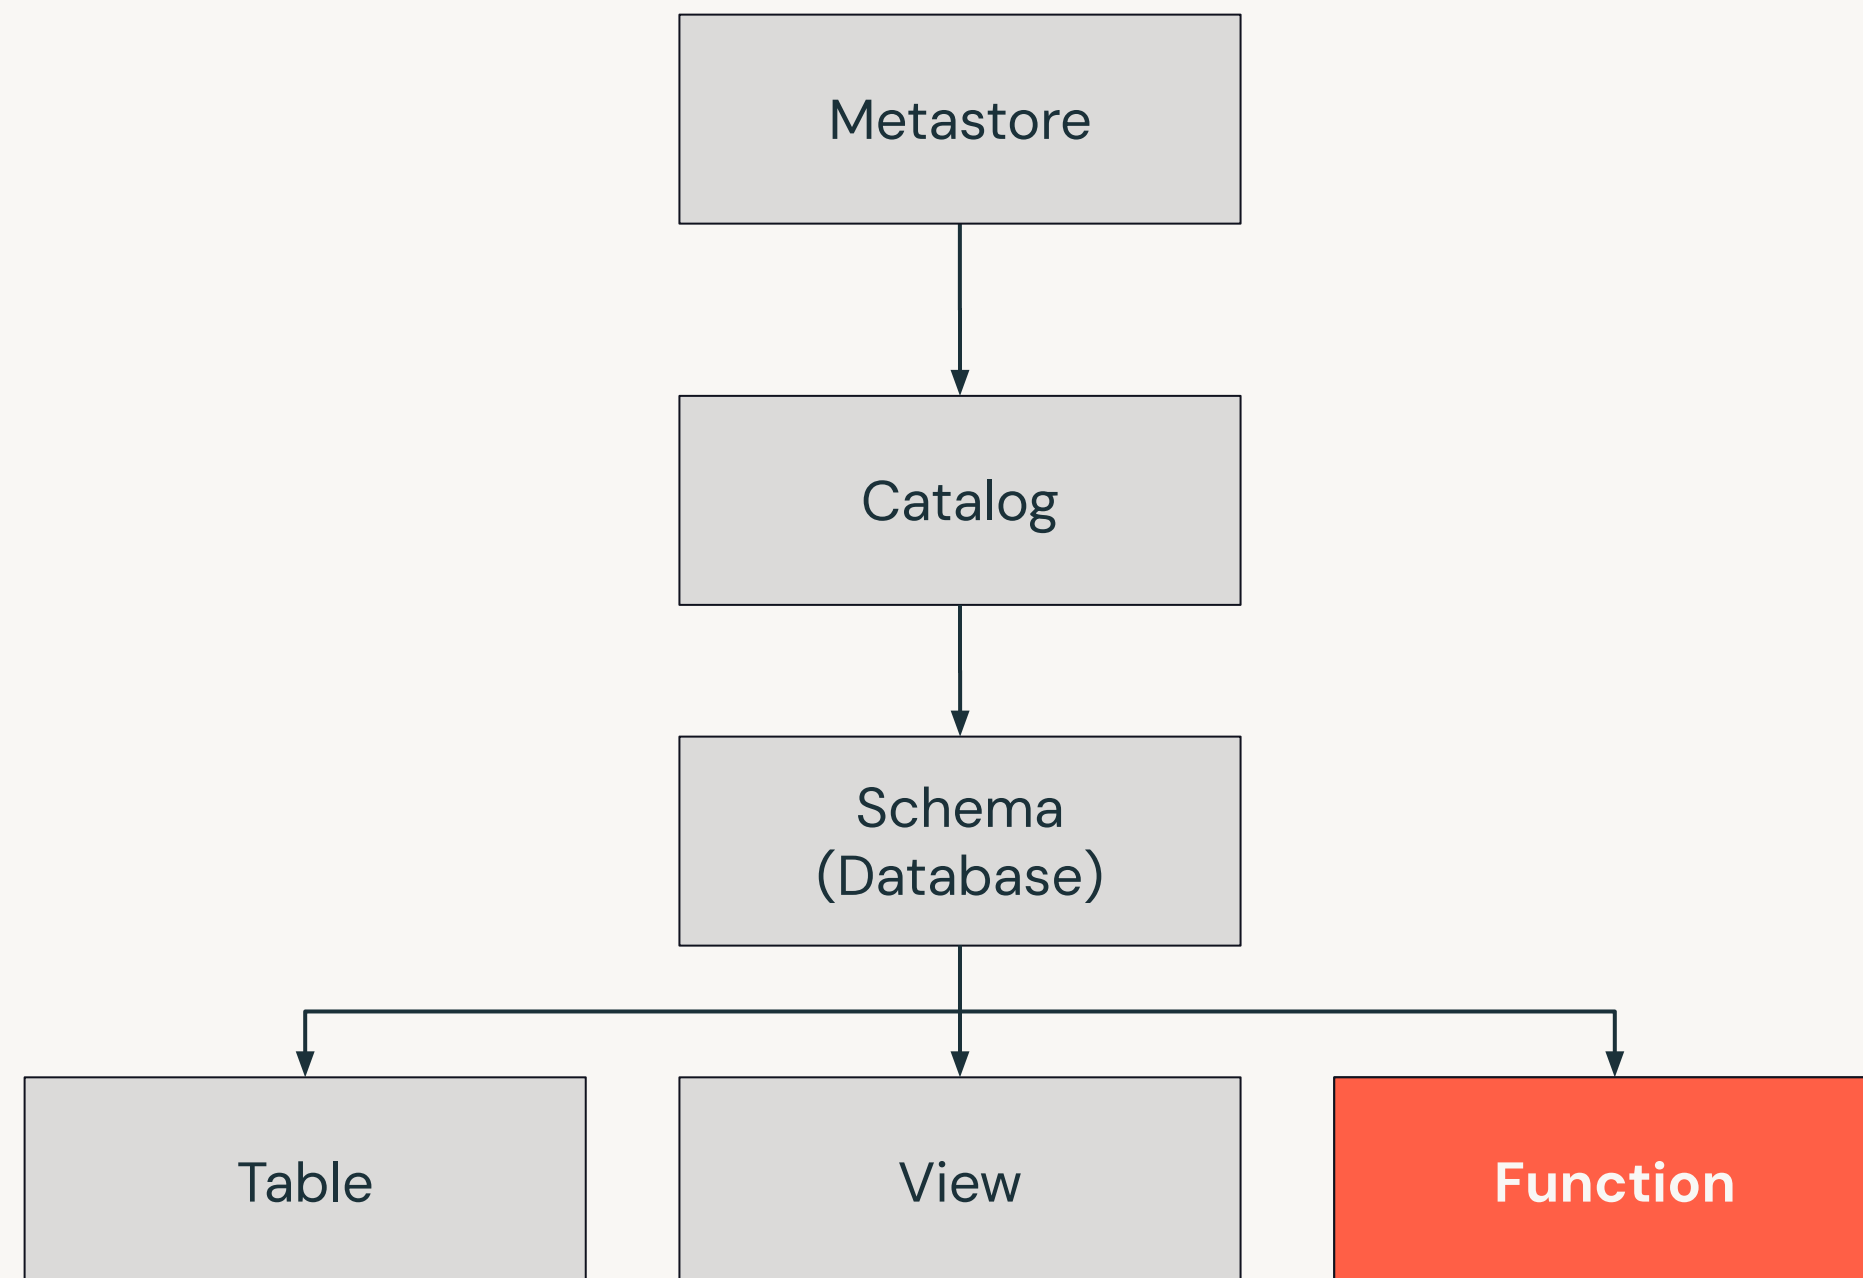 Metastore
Catalog
Schema
(Database)
Table
View
Function